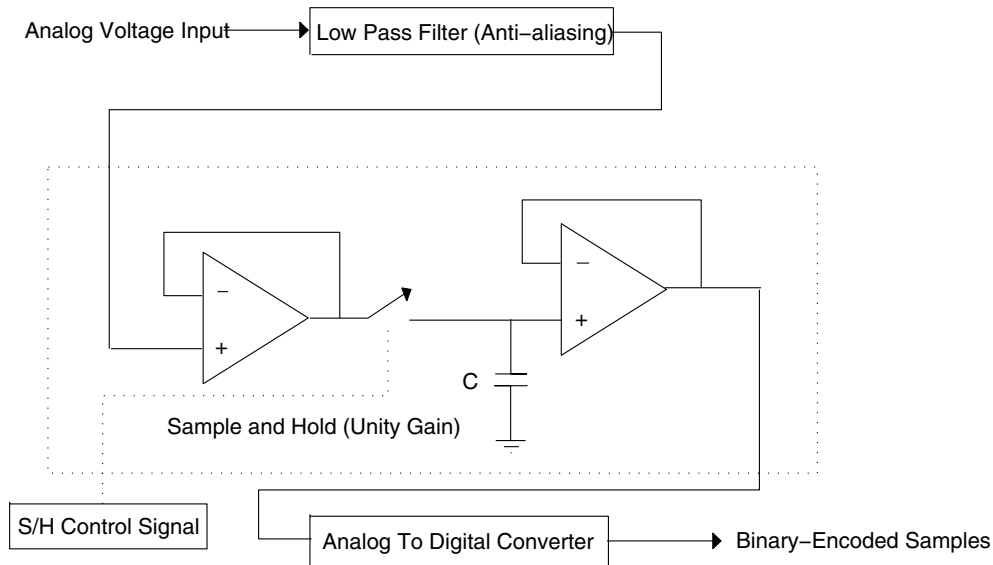 Analog Voltage Input
Low Pass Filter (Anti−aliasing)
−
+
−
+
C
Sample and Hold (Unity Gain)
S/H Control Signal
Analog To Digital Converter
Binary−Encoded Samples